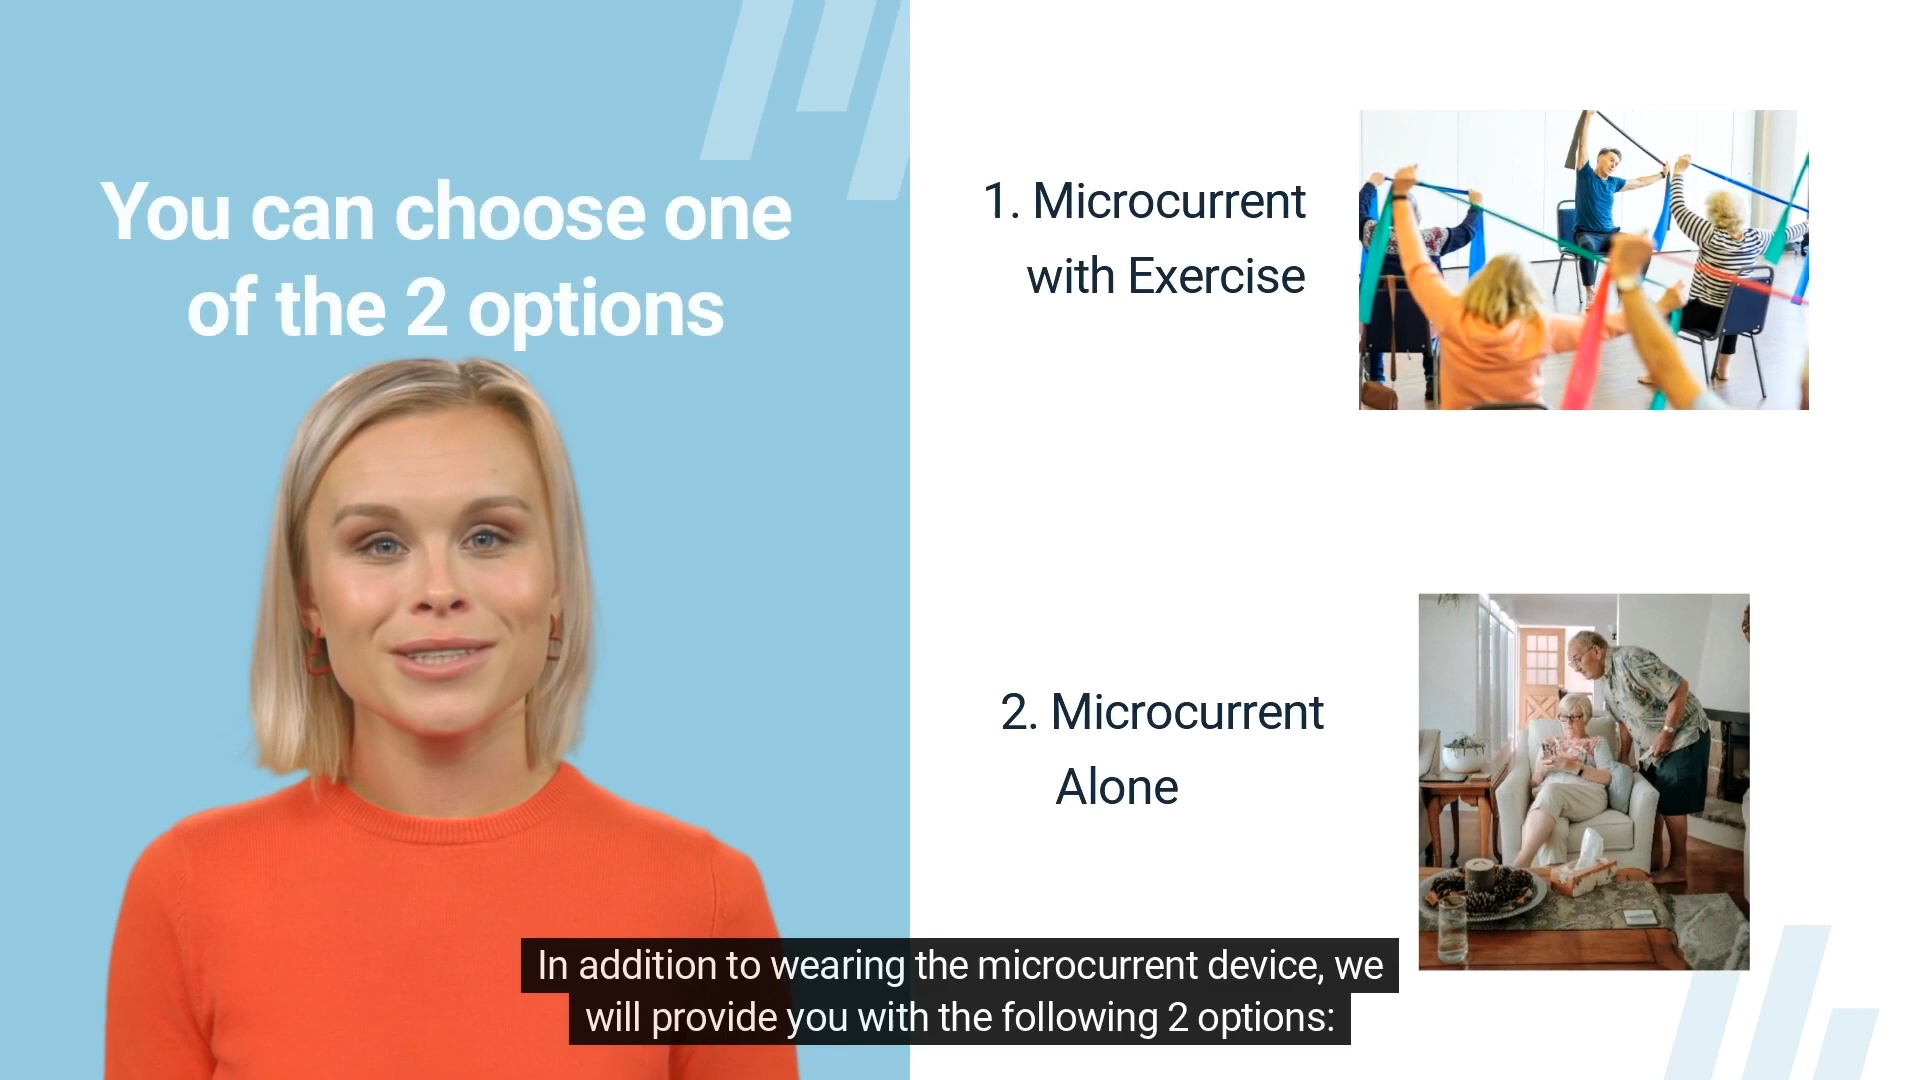 You can choose one
of the 2 options
1. Microcurrent
with Exercise
2. Microcurrent
Alone
In addition to wearing the microcurrent device, we
will provide you with the following 2 options: